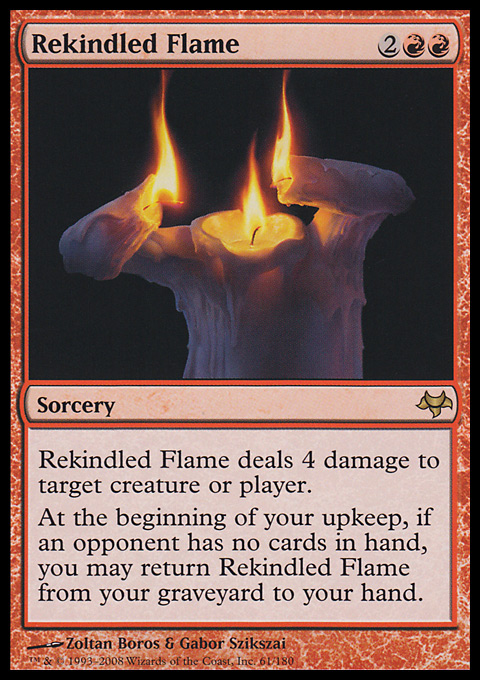 Rekindled Flame 2
Sorcery
Rekindled Flame deals 4 damage to
target creature or player.
At the beginning of your upkeep, if
an opponent has no cards in hand,
you may return Rekindled Flame
from your graveyard to your hand.
Zoltan Boros & Gabor Szikszai
™ & © 1993–2008 Wizards of the Coast, Inc. 61/180